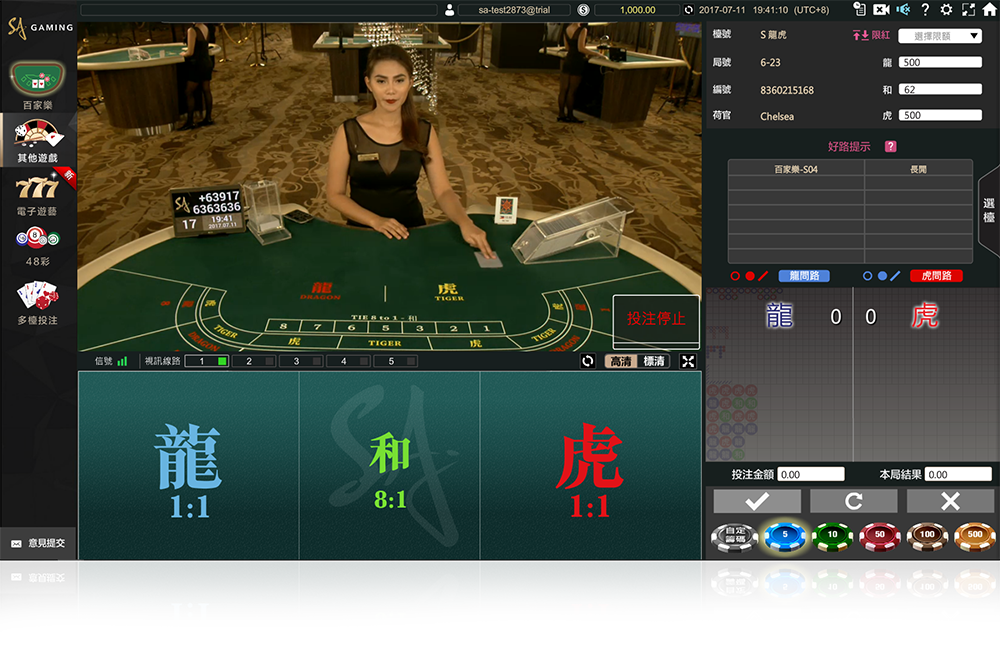 SA GAMING
sa-test2873@trial
1,000.00
2017-07-11 19:41:10 (UTC+8)
百家樂
其他遊戲
新
電子遊藝
48彩
多檯投注
意見提交
SA +63917
6363636
17 19:41
2017.07.11
龍
DRAGON
虎
TIGER
TIE 8 to 1 - 和
8 7 6 5 3 2 1
虎 TIGER 虎
TIGER
TIGER
投注停止
信號
視訊線路 1 2 3 4 5
高清 標清
龍
1:1
和
8:1
虎
1:1
檯號 S 龍虎
限紅 選擇限額
局號 6-23
龍 500
編號 8360215168
和 62
荷官 Chelsea
虎 500
好路提示 ?
百家樂-S04 長閒
選檯
龍問路
虎問路
龍 0 0 虎
投注金額 0.00
本局結果 0.00
自定籌碼 5 10 50 100 500